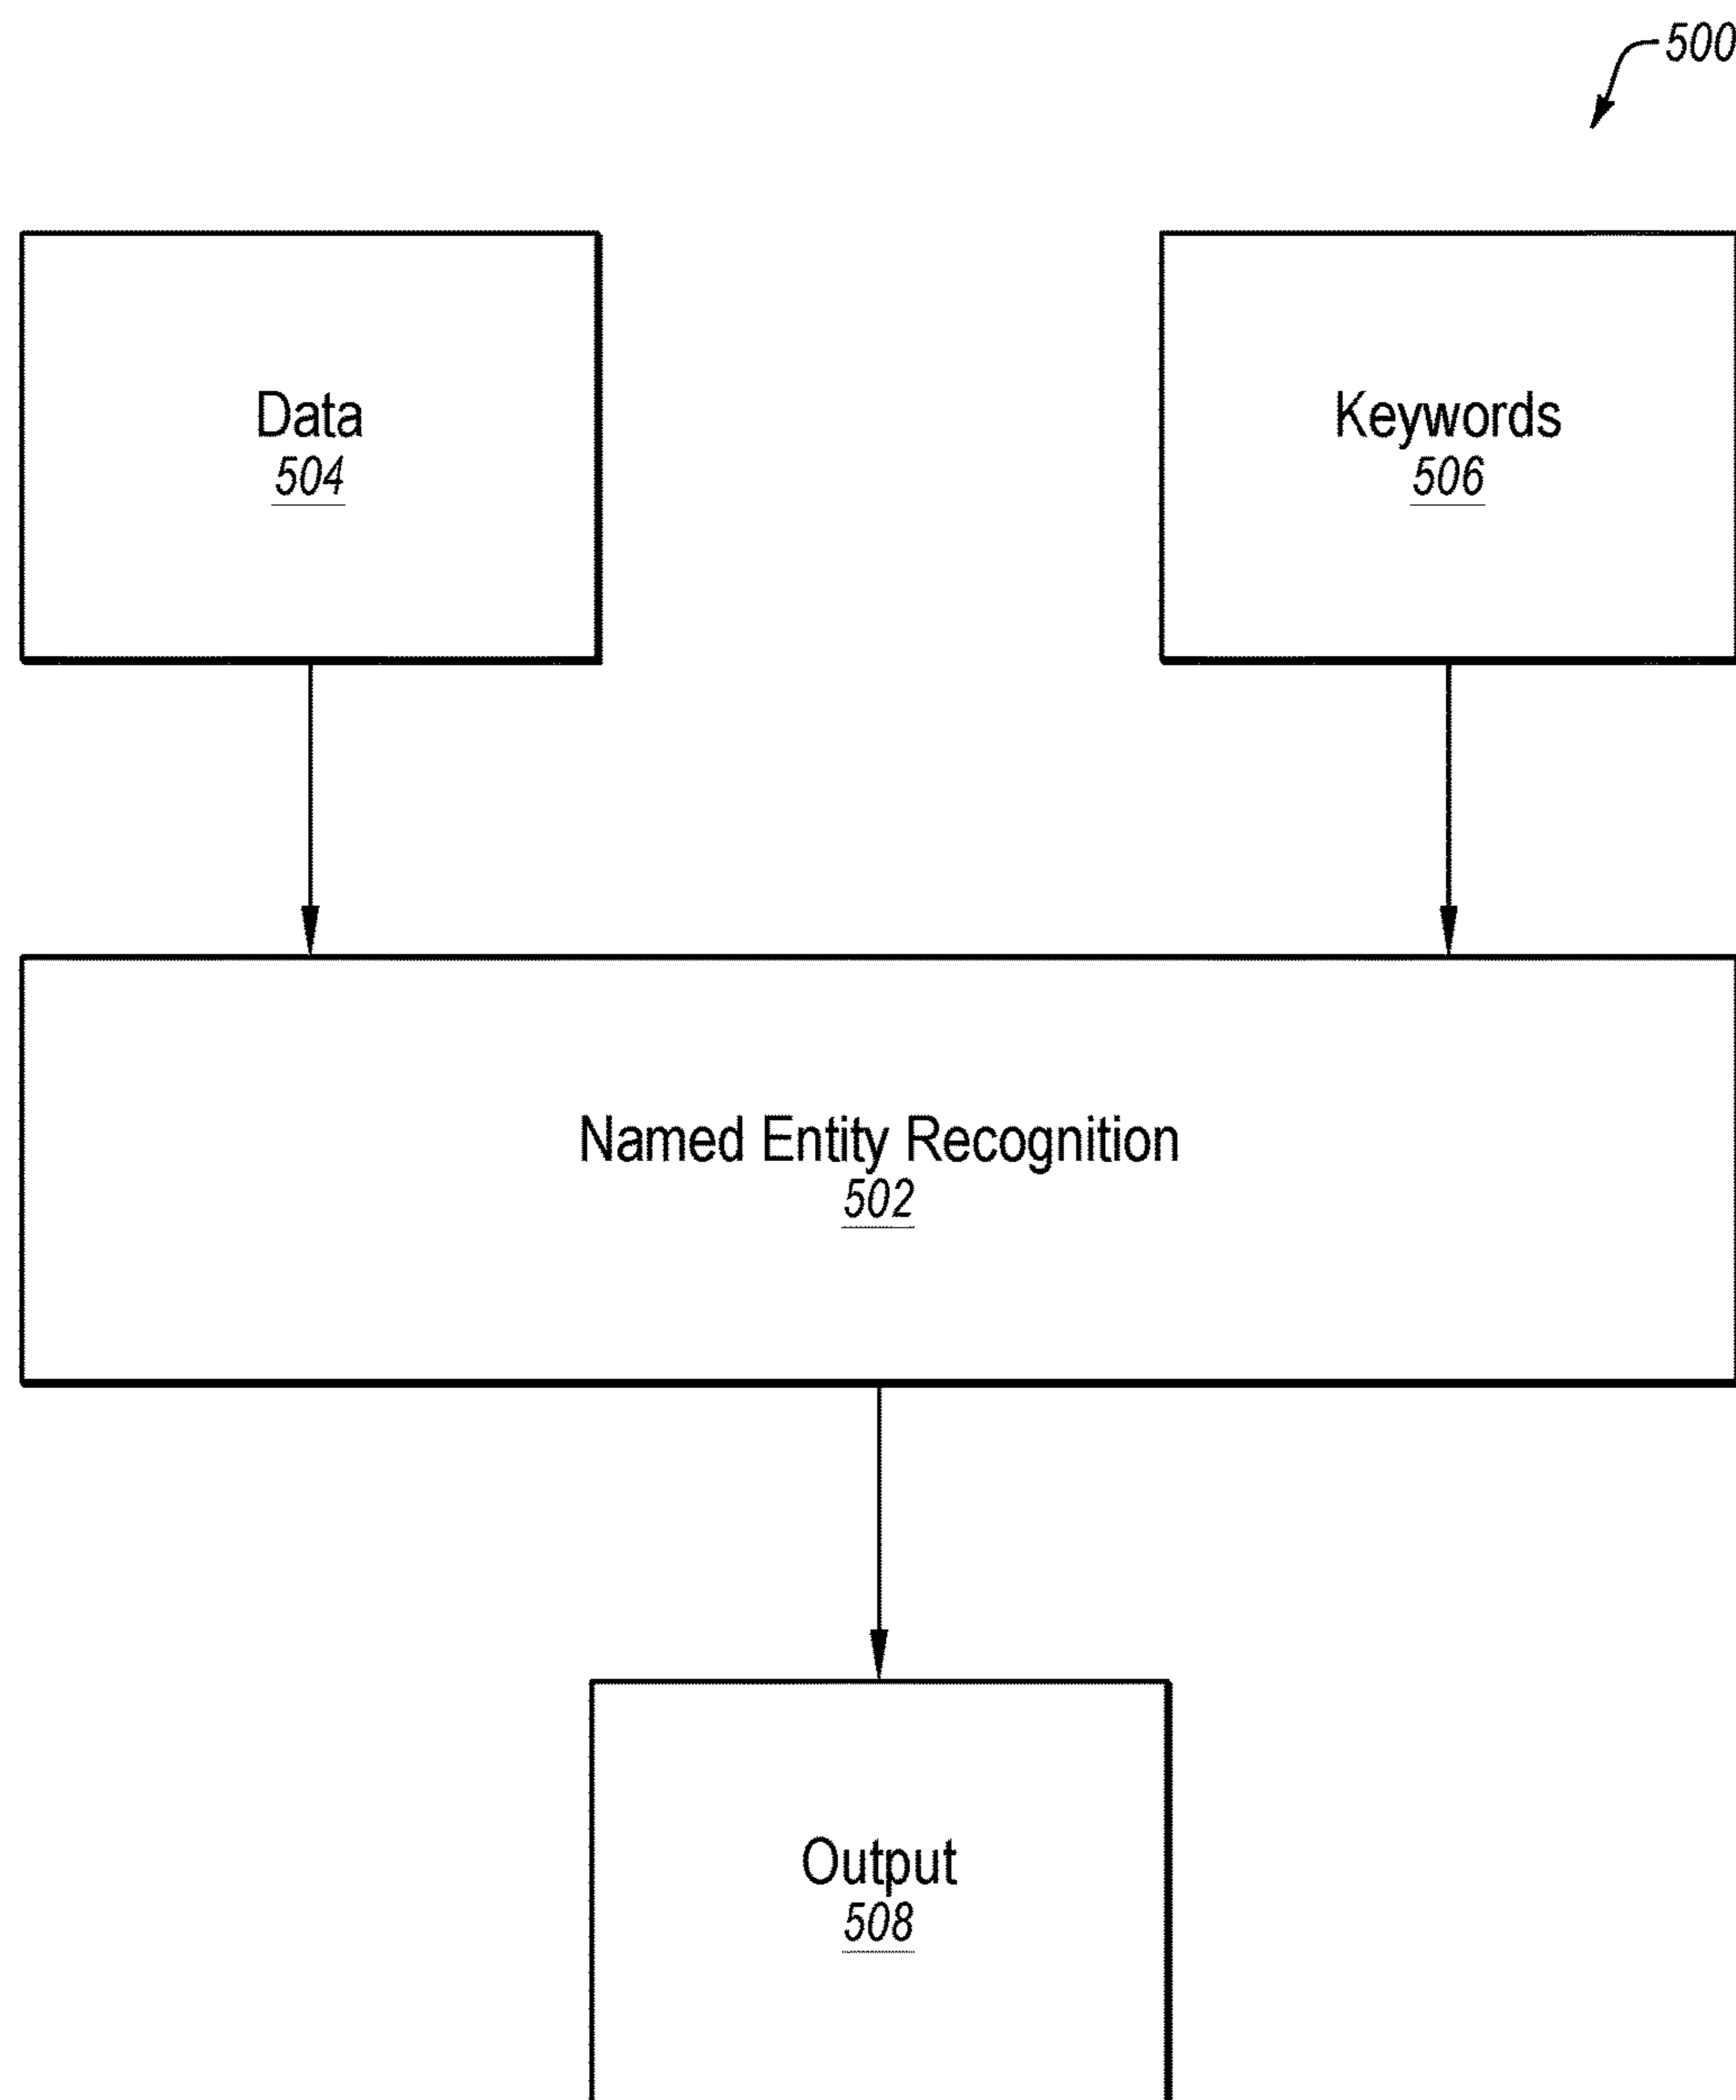 500
Data
504
Keywords
506
Named Entity Recognition
502
Output
508